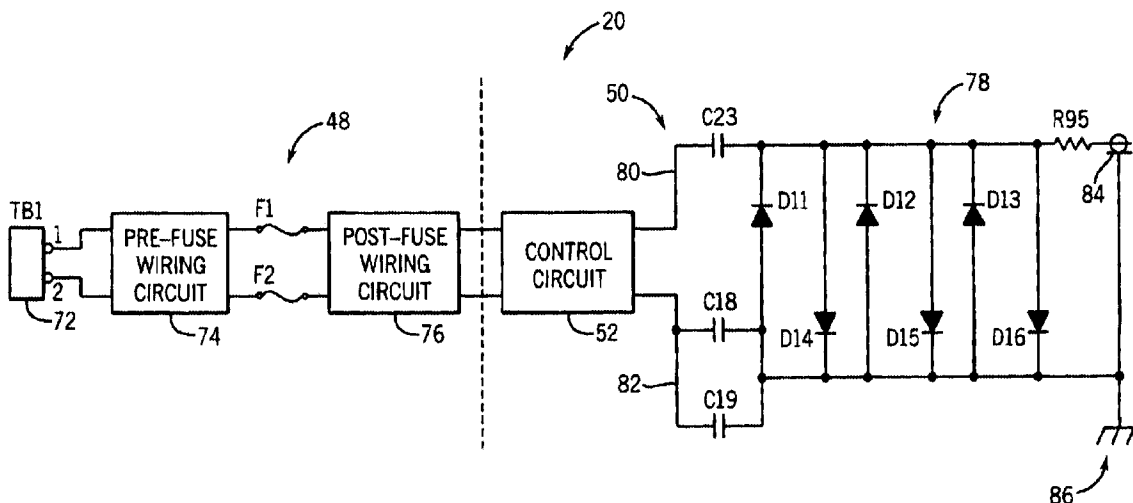 20
48
50
C23
78
R95
80
84
TB1
1
2
F1
F2
PRE-FUSE
WIRING
CIRCUIT
POST-FUSE
WIRING
CIRCUIT
CONTROL
CIRCUIT
D11
D12
D13
72
74
76
52
C18
D14
D15
D16
82
C19
86